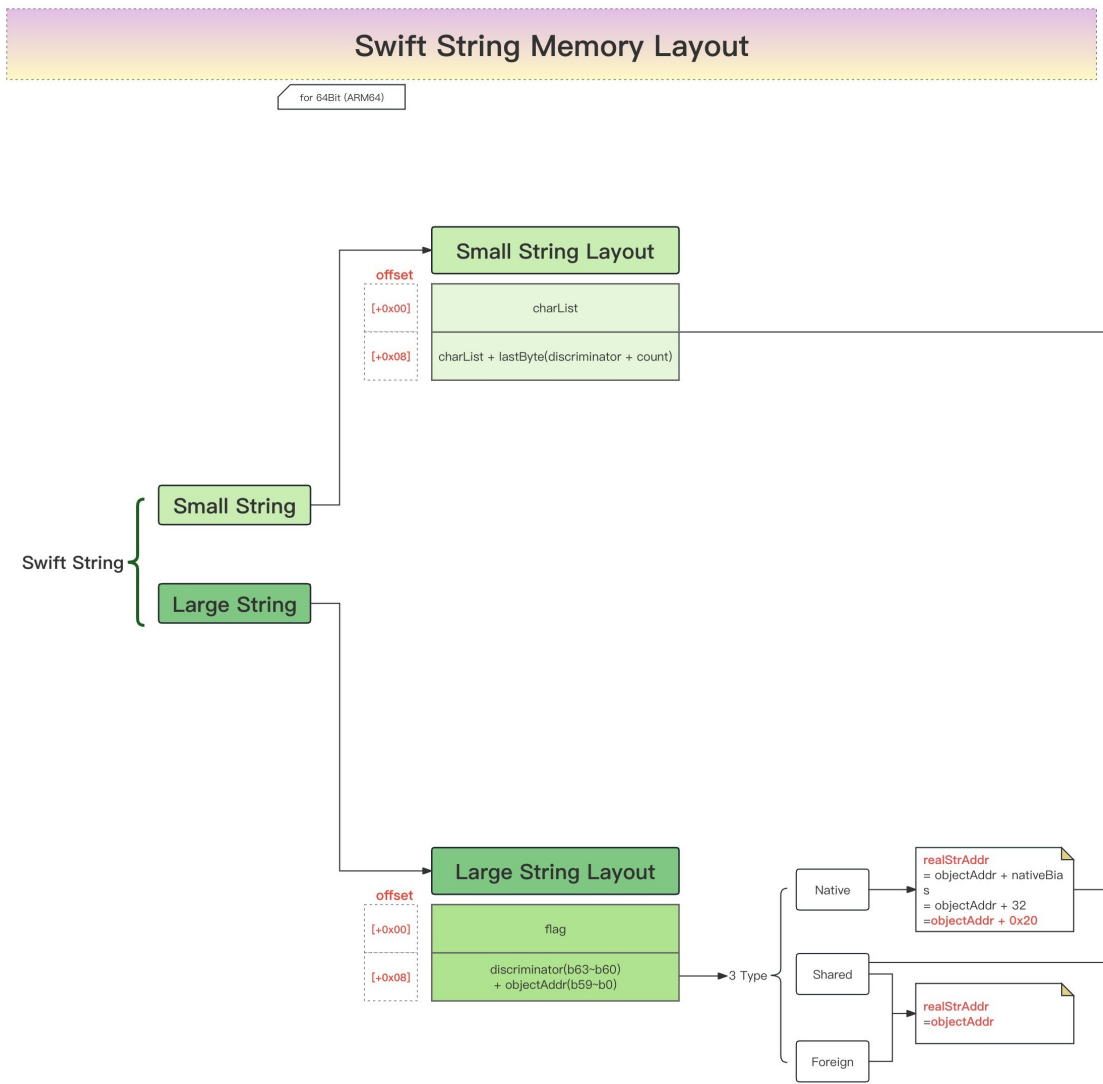 Swift String Memory Layout
for 64Bit (ARM64)
Small String Layout
offset
[+0x00]
charList
[+0x08]
charList + lastByte(discriminator + count)
Small String
Swift String
Large String
Large String Layout
offset
[+0x00]
flag
[+0x08]
discriminator(b63~b60)
+ objectAddr(b59~b0)
3 Type
Native
realStrAddr
= objectAddr + nativeBia
s
= objectAddr + 32
=objectAddr + 0x20
Shared
realStrAddr
=objectAddr
Foreign